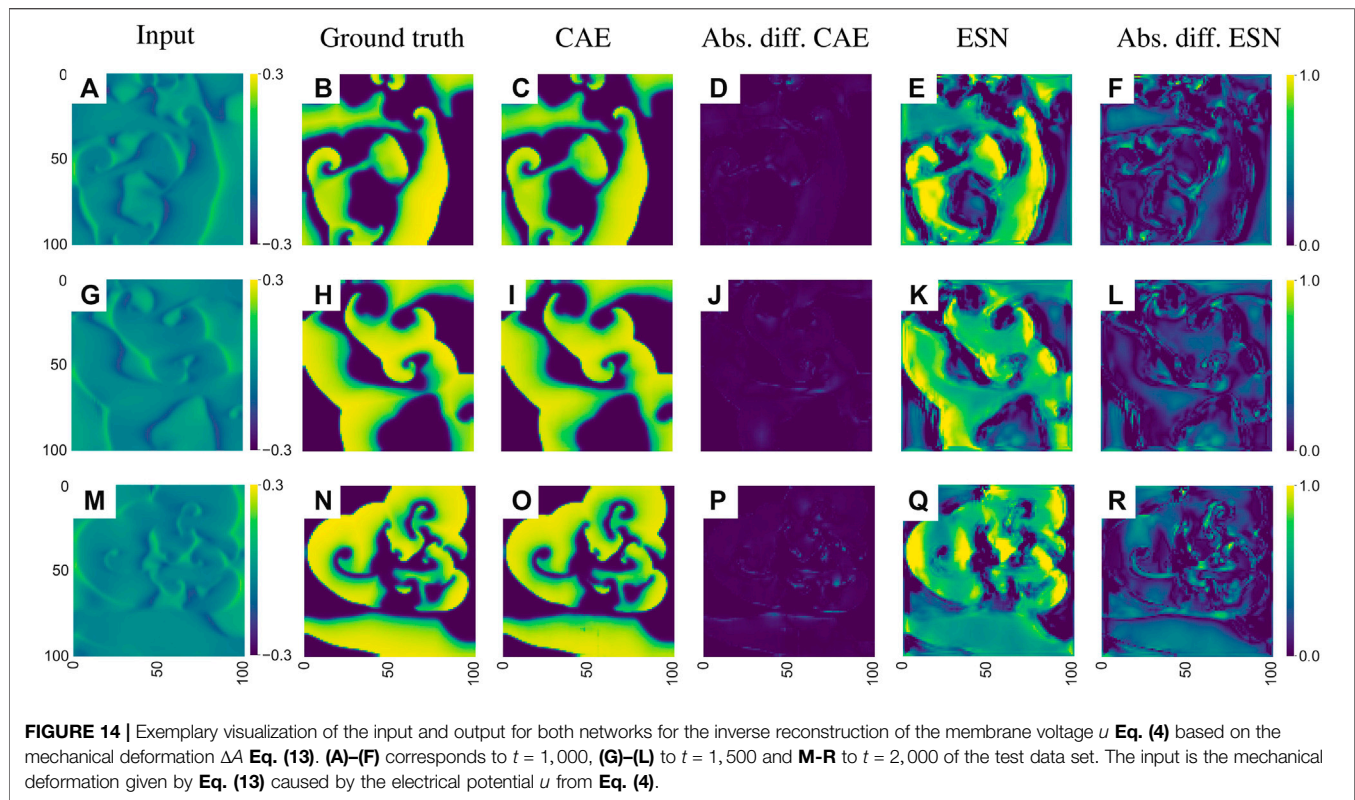 Input Ground truth CAE Abs. diff. CAE ESN Abs. diff. ESN
0 A 0.3 B C D E F 1.0
50
100 −0.3 0.0
0 G 0.3 H I J K L 1.0
50
100 −0.3 0.0
0 M 0.3 N O P Q R 1.0
50
100 −0.3 0.0
0 50 100 0 50 100 0 50 100 0 50 100 0 50 100 0 50 100
FIGURE 14 | Exemplary visualization of the input and output for both networks for the inverse reconstruction of the membrane voltage u Eq. (4) based on the
mechanical deformation ΔA Eq. (13). (A)–(F) corresponds to t = 1,000, (G)–(L) to t = 1,500 and M-R to t = 2,000 of the test data set. The input is the mechanical
deformation given by Eq. (13) caused by the electrical potential u from Eq. (4).